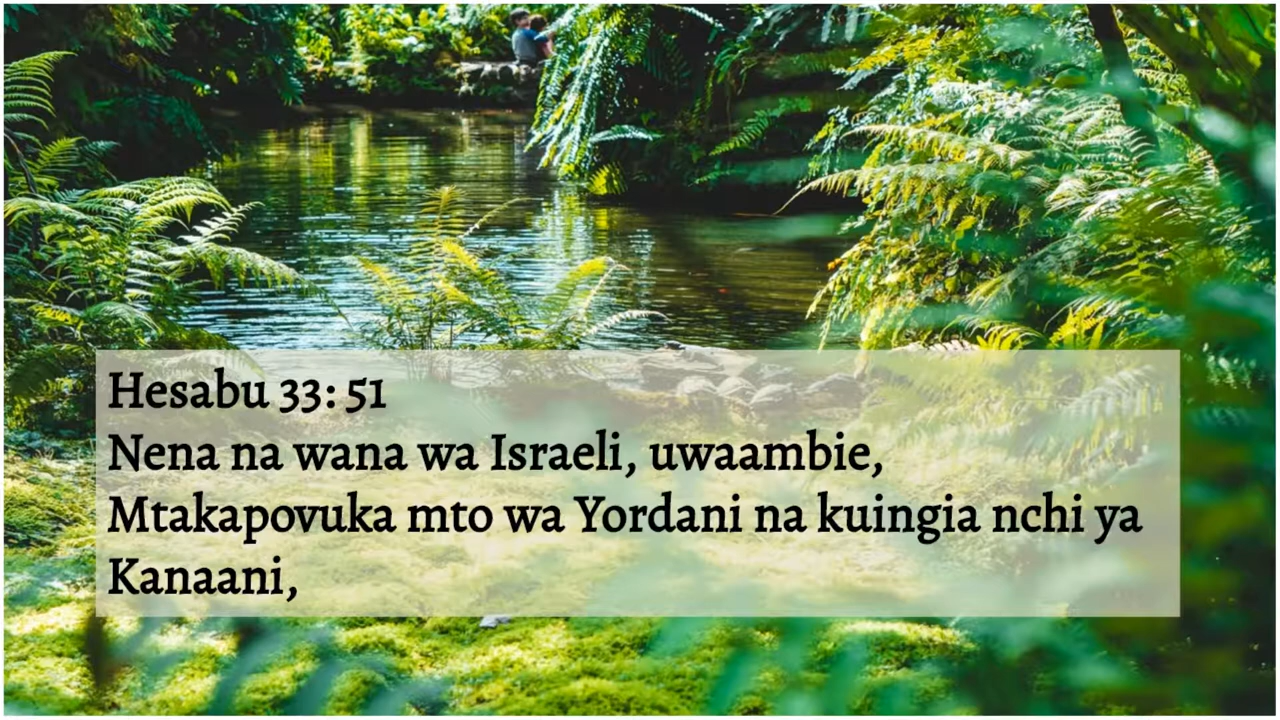 Hesabu 33:51
Nena na wana wa Israeli, uwaambie,
Mtakapovuka mto wa Yordani na kuingia nchi ya
Kanaani,